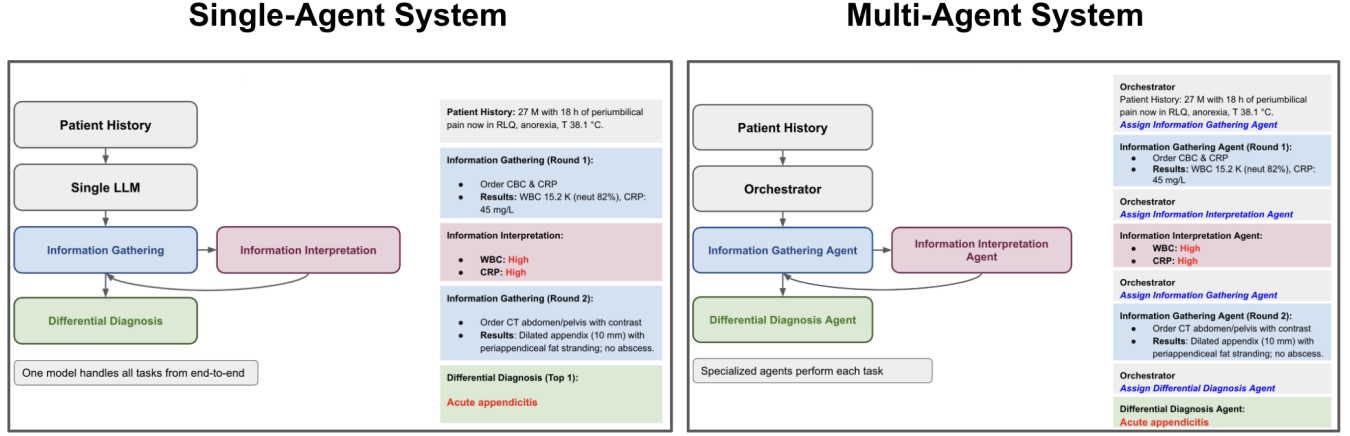 Single-Agent System
Patient History
Single LLM
Information Gathering
Information Interpretation
Differential Diagnosis
One model handles all tasks from end-to-end
Patient History: 27 M with 18 h of periumbilical
pain now in RLQ, anorexia, T 38.1 °C.
Information Gathering (Round 1):
● Order CBC & CRP
● Results: WBC 15.2 K (neut 82%), CRP:
45 mg/L
Information Interpretation:
● WBC: High
● CRP: High
Information Gathering (Round 2):
● Order CT abdomen/pelvis with contrast
● Results: Dilated appendix (10 mm) with
periappendiceal fat stranding; no abscess.
Differential Diagnosis (Top 1):
Acute appendicitis
Multi-Agent System
Patient History
Orchestrator
Information Gathering Agent
Information Interpretation
Agent
Differential Diagnosis Agent
Specialized agents perform each task
Orchestrator
Patient History: 27 M with 18 h of periumbilical
pain now in RLQ, anorexia, T 38.1 °C.
Assign Information Gathering Agent
Information Gathering Agent (Round 1):
● Order CBC & CRP
● Results: WBC 15.2 K (neut 82%), CRP:
45 mg/L
Orchestrator
Assign Information Interpretation Agent
Information Interpretation Agent:
● WBC: High
● CRP: High
Orchestrator
Assign Information Gathering Agent
Information Gathering Agent (Round 2):
● Order CT abdomen/pelvis with contrast
● Results: Dilated appendix (10 mm) with
periappendiceal fat stranding; no abscess.
Orchestrator
Assign Differential Diagnosis Agent
Differential Diagnosis Agent:
Acute appendicitis